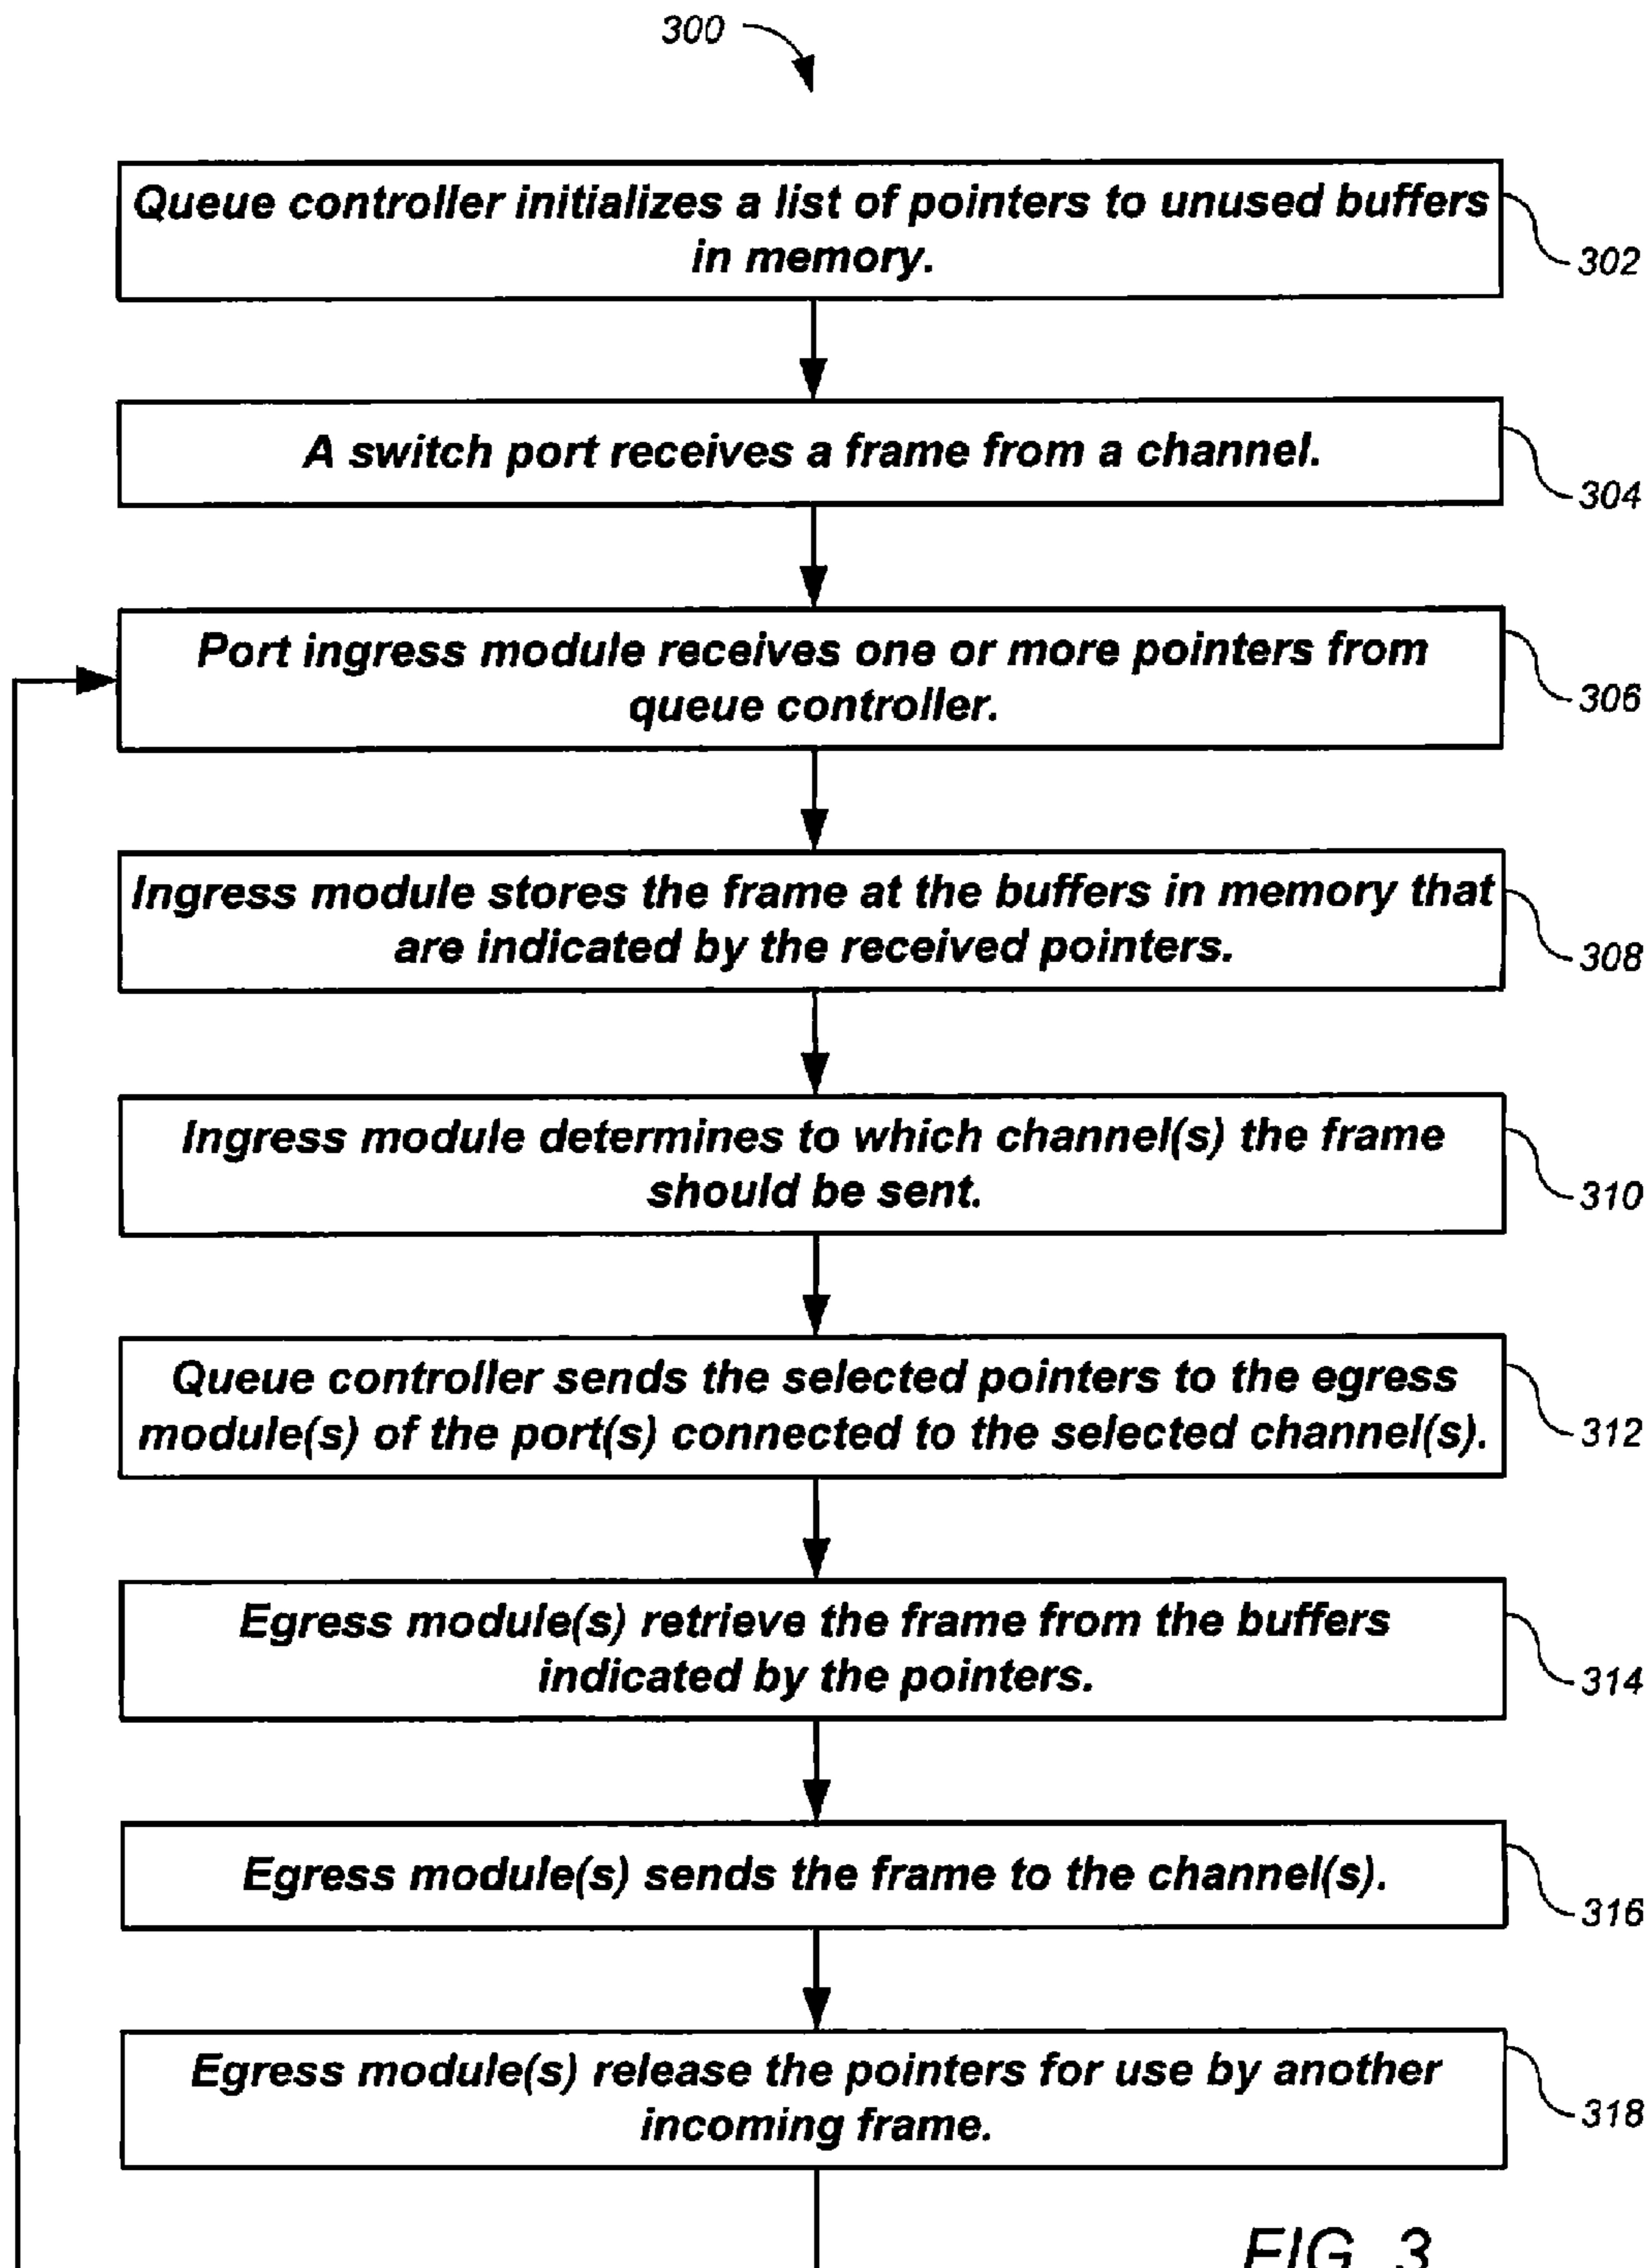 300
Queue controller initializes a list of pointers to unused buffers
in memory.
302
A switch port receives a frame from a channel.
304
Port ingress module receives one or more pointers from
queue controller.
306
Ingress module stores the frame at the buffers in memory that
are indicated by the received pointers.
308
Ingress module determines to which channel(s) the frame
should be sent.
310
Queue controller sends the selected pointers to the egress
module(s) of the port(s) connected to the selected channel(s).
312
Egress module(s) retrieve the frame from the buffers
indicated by the pointers.
314
Egress module(s) sends the frame to the channel(s).
316
Egress module(s) release the pointers for use by another
incoming frame.
318
FIG. 3